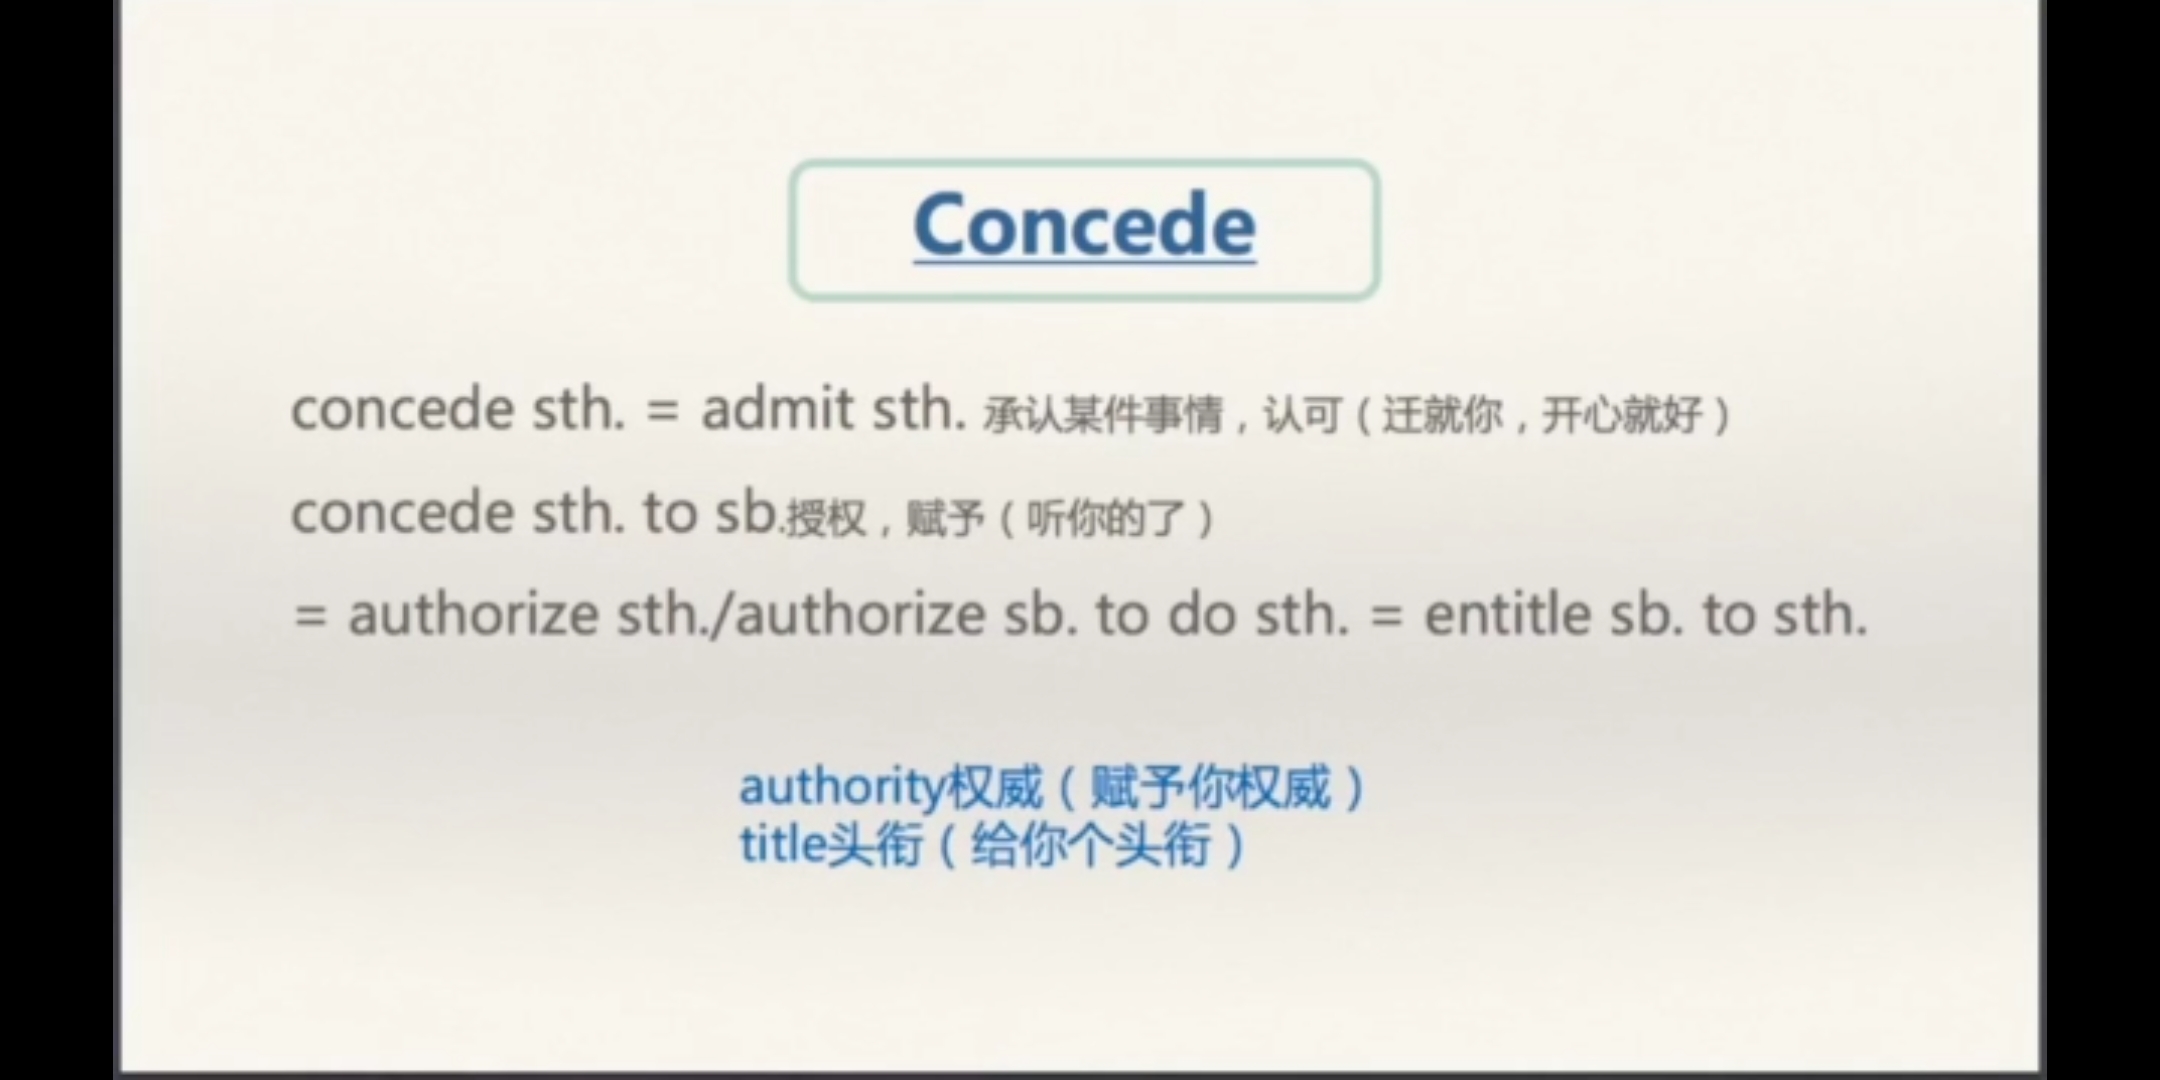 Concede
concede sth. = admit sth. 承认某件事情，认可（迁就你，开心就好）
concede sth. to sb.授权，赋予（听你的了）
= authorize sth./authorize sb. to do sth. = entitle sb. to sth.
authority权威（赋予你权威）
title头衔（给你个头衔）